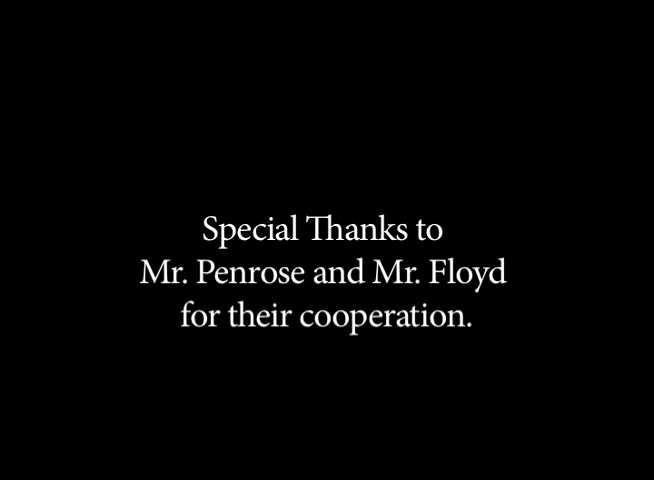 Special Thanks to
Mr. Penrose and Mr. Floyd
for their cooperation.